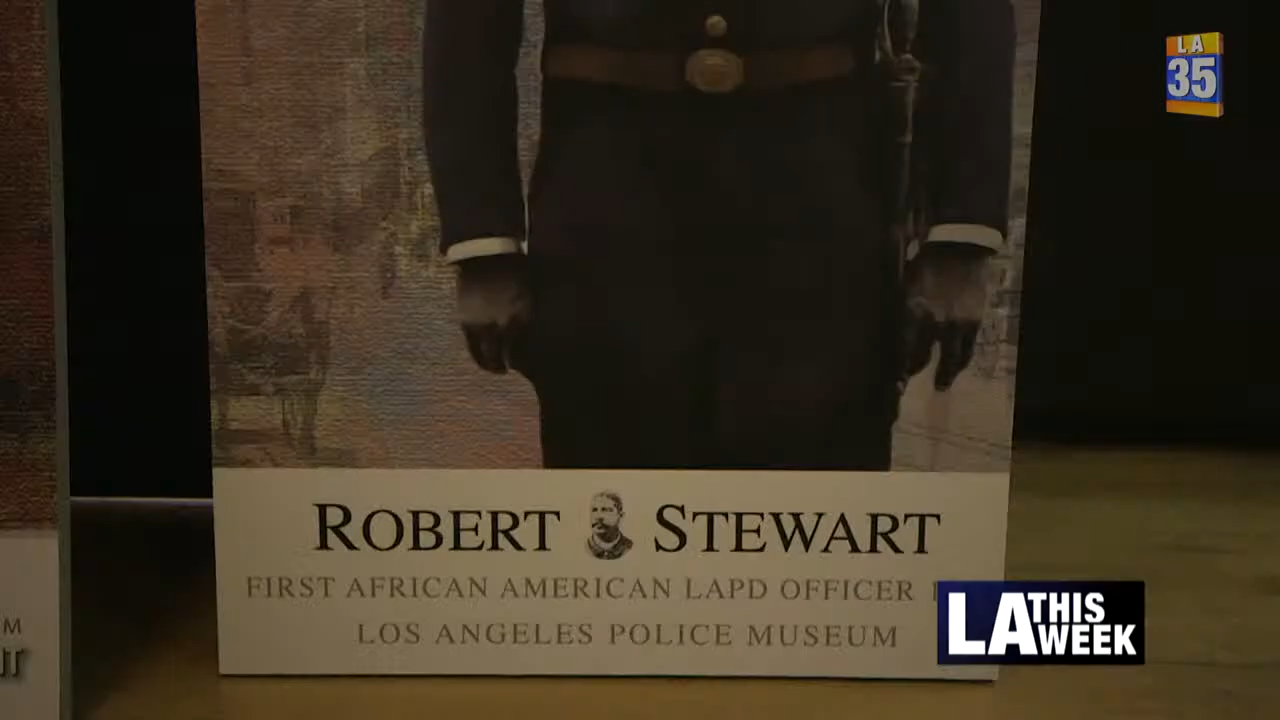 LA
35
ROBERT STEWART
FIRST AFRICAN AMERICAN LAPD OFFICER
LOS ANGELES POLICE MUSEUM
LA THIS
WEEK